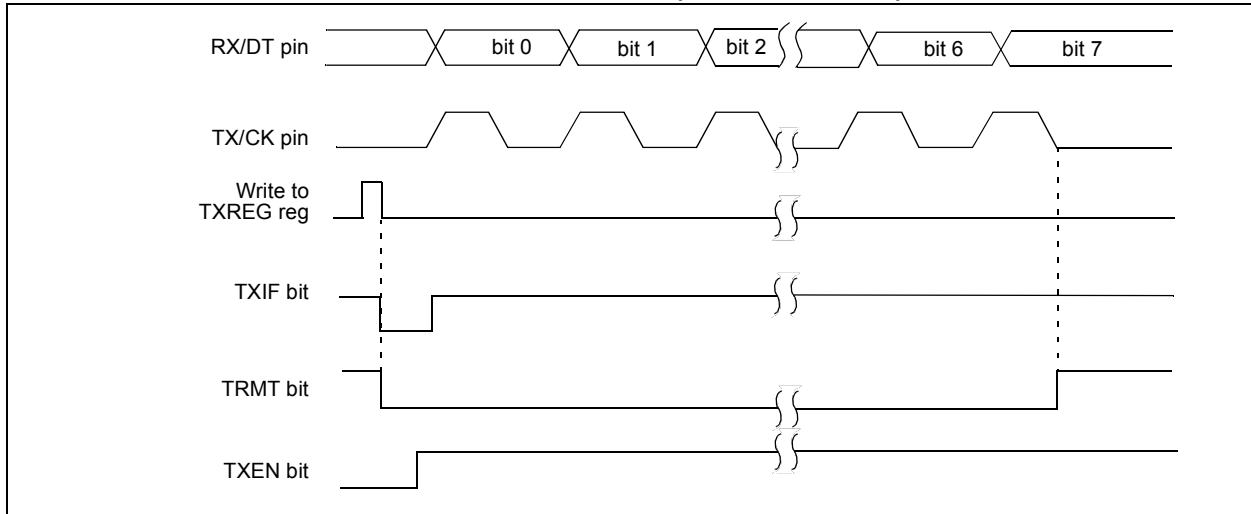 RX/DT pin
bit 0 bit 1 bit 2 bit 6 bit 7
TX/CK pin
Write to
TXREG reg
TXIF bit
TRMT bit
TXEN bit